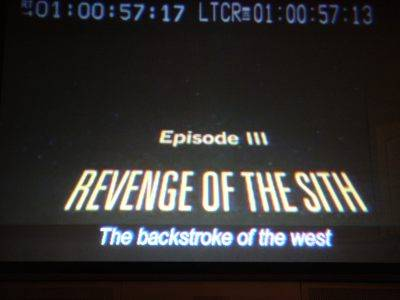 01:00:57:17 LTCR 01:00:57:13
Episode III
REVENGE OF THE SITH
The backstroke of the west